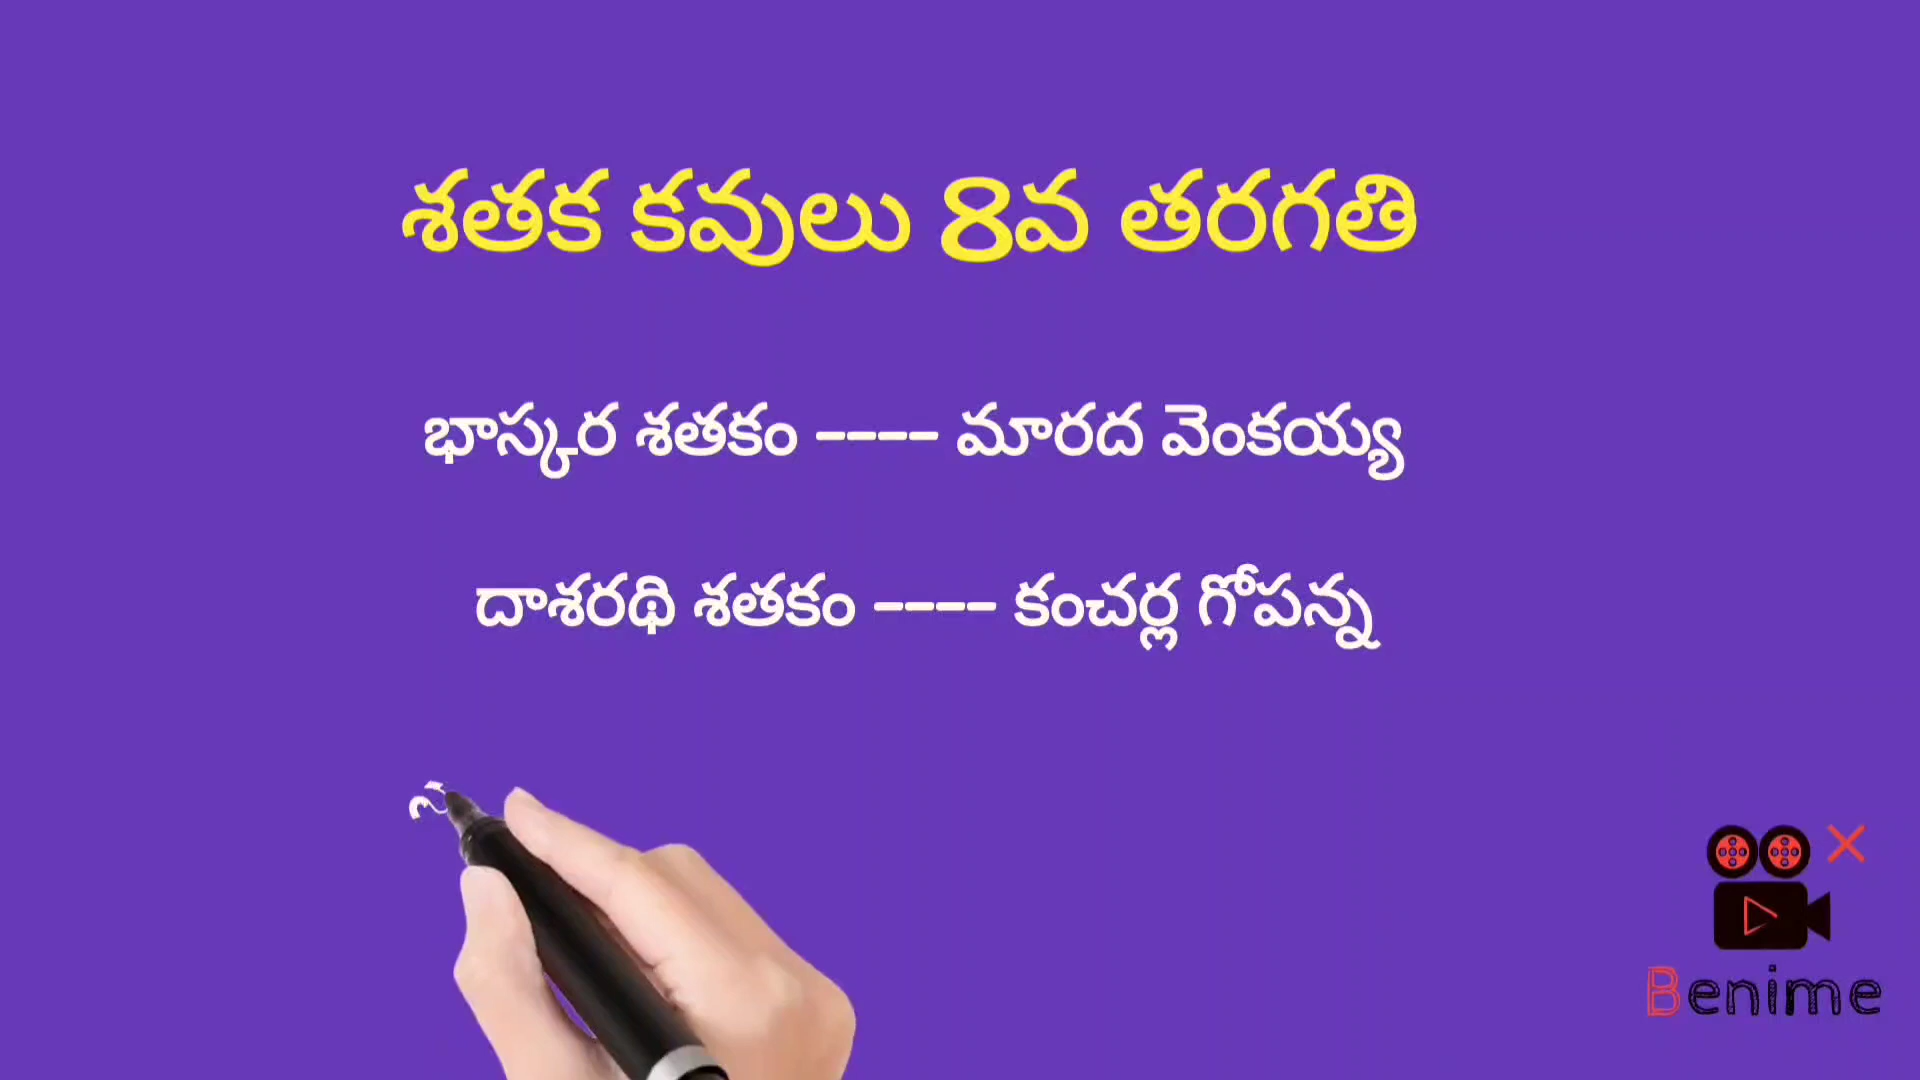 శతక కవులు 8వ తరగతి
భాస్కర శతకం ---- మారద వెంకయ్య
దాశరథి శతకం ---- కంచర్ల గోపన్న
Benime